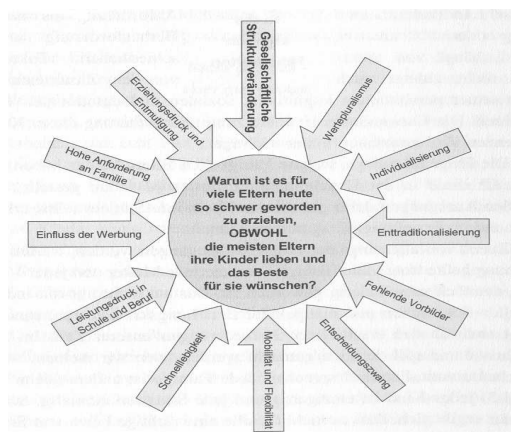 Gesellschaftliche
Strukturveränderung
Wertepluralismus
Individualisierung
Enttraditionalisierung
Fehlende Vorbilder
Entscheidungszwang
Mobilität und Flexibilität
Schnelllebigkeit
Leistungsdruck in
Schule und Beruf
Einfluss der Werbung
Hohe Anforderung
an Familie
Erziehungsdruck und
Entmutigung
Warum ist es für
viele Eltern heute
so schwer geworden
zu erziehen,
OBWOHL
die meisten Eltern
ihre Kinder lieben und
das Beste
für sie wünschen?